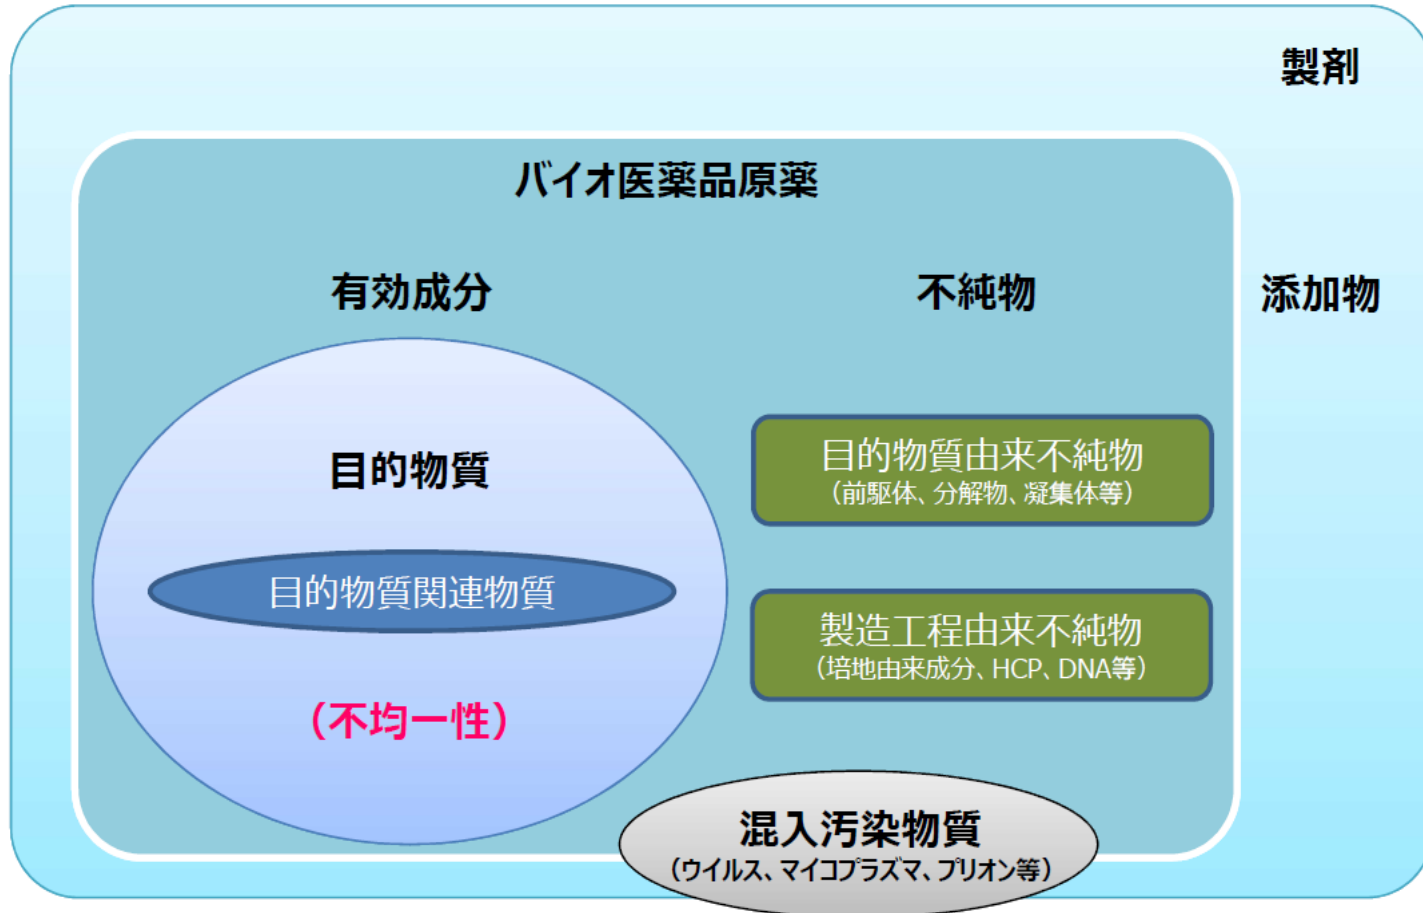 製剤
バイオ医薬品原薬
有効成分
不純物
添加物
目的物質
目的物質関連物質
（不均一性）
目的物質由来不純物
（前駆体、分解物、凝集体等）
製造工程由来不純物
（培地由来成分、HCP、DNA等）
混入汚染物質
（ウイルス、マイコプラズマ、プリオン等）